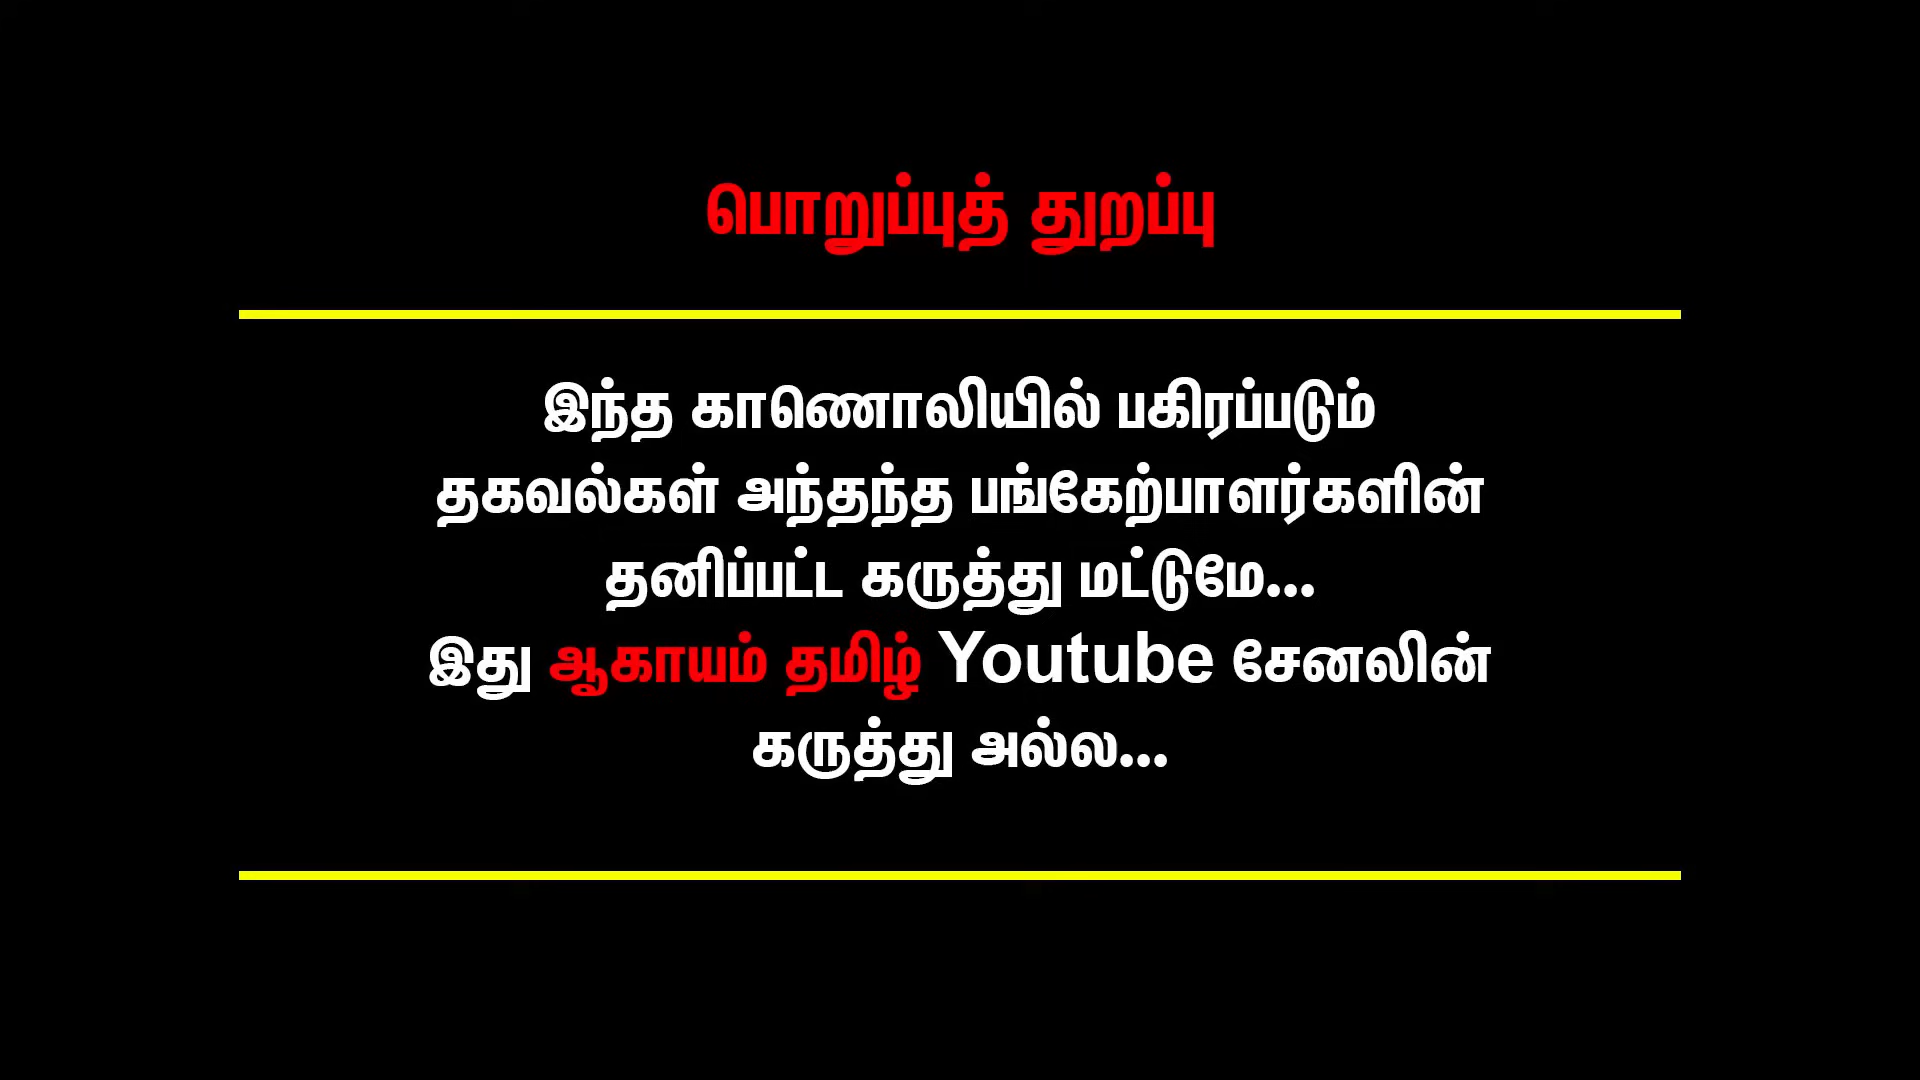 பொறுப்புத் துறப்பு
இந்த காணொலியில் பகிரப்படும்
தகவல்கள் அந்தந்த பங்கேற்பாளர்களின்
தனிப்பட்ட கருத்து மட்டுமே...
இது ஆகாயம் தமிழ் Youtube சேனலின்
கருத்து அல்ல...